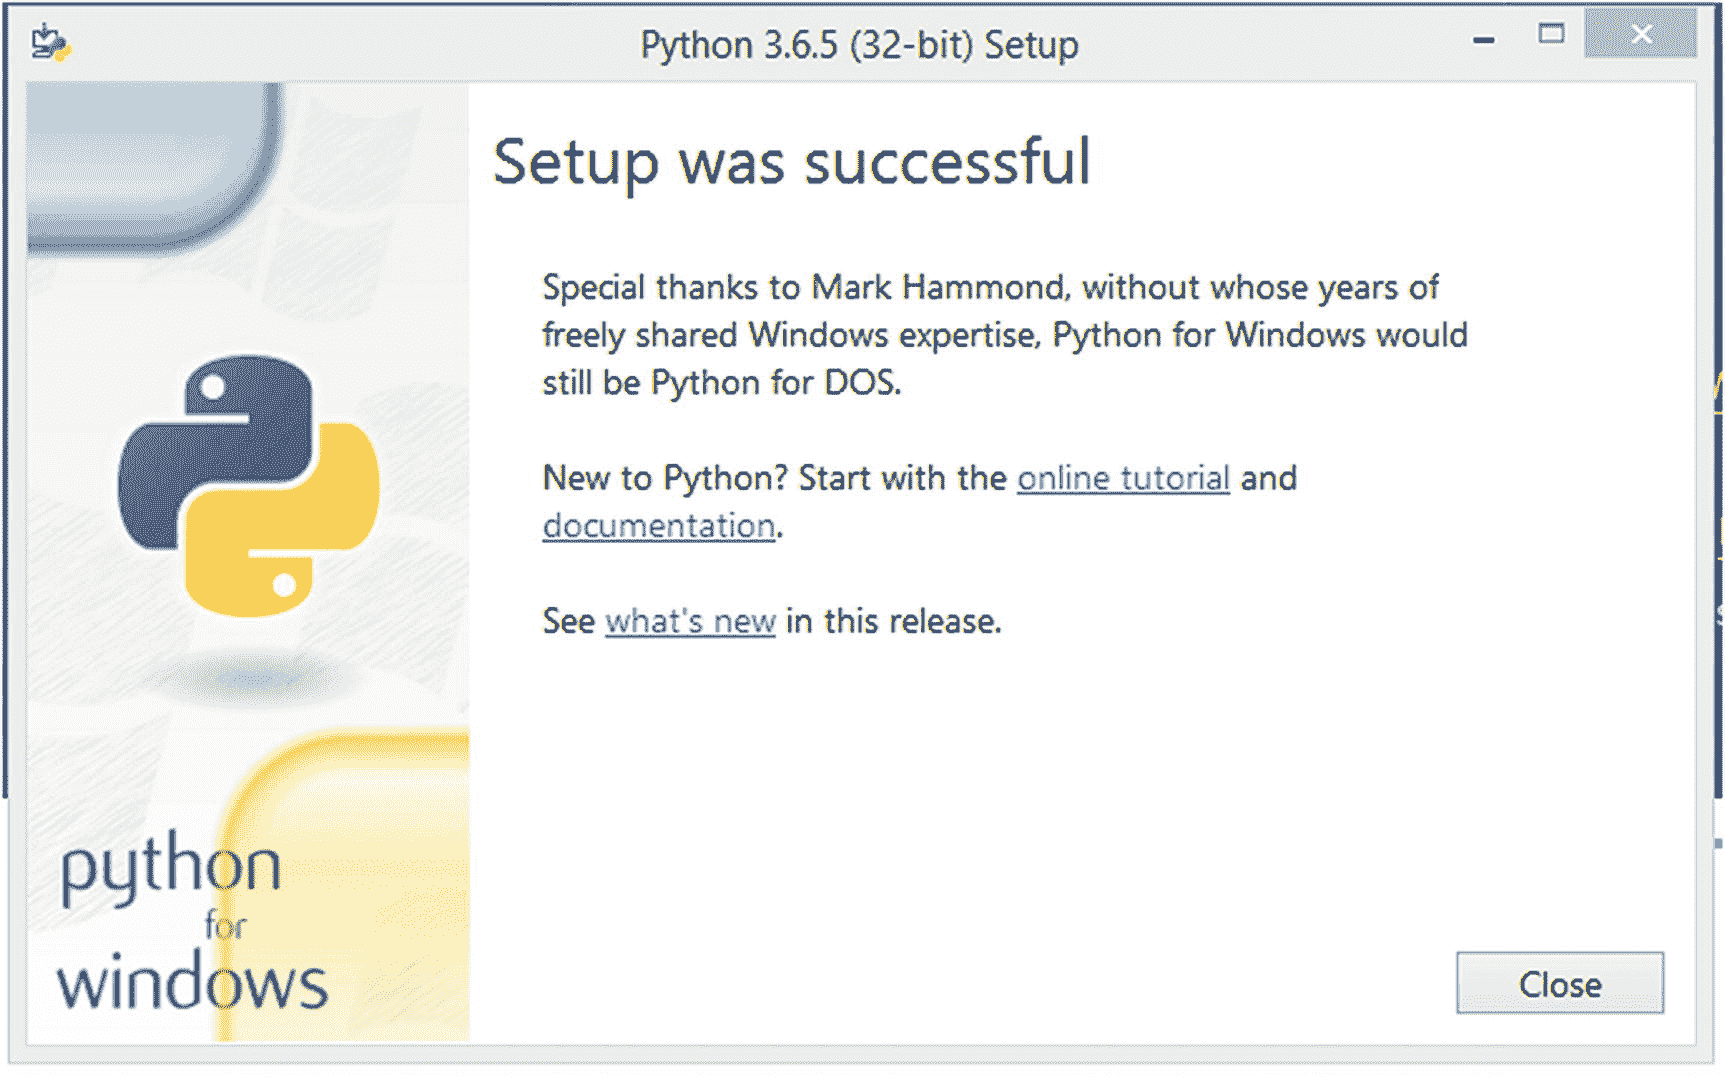 Python 3.6.5 (32-bit) Setup
Setup was successful
Special thanks to Mark Hammond, without whose years of
freely shared Windows expertise, Python for Windows would
still be Python for DOS.
New to Python? Start with the online tutorial and
documentation.
See what's new in this release.
python
for
windows
Close